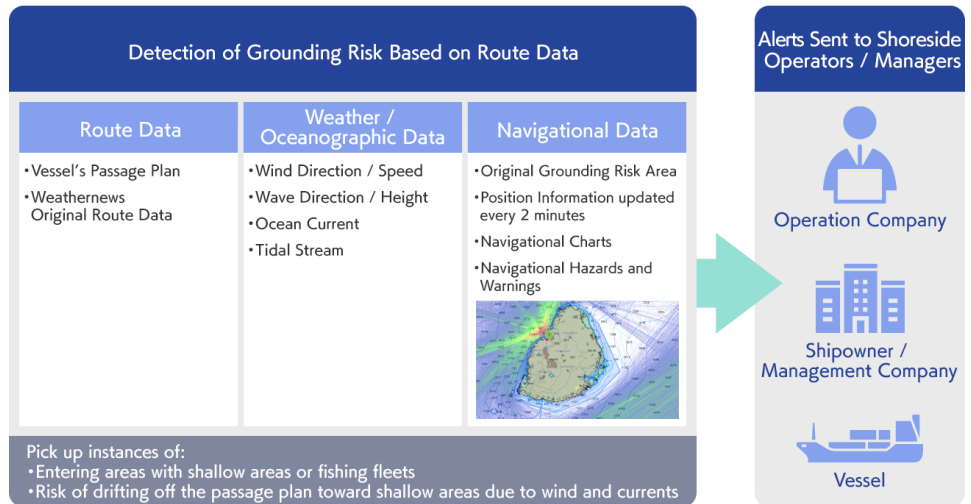 Detection of Grounding Risk Based on Route Data
Route Data
・Vessel's Passage Plan
・Weathernews
Original Route Data
Weather /
Oceanographic Data
・Wind Direction / Speed
・Wave Direction / Height
・Ocean Current
・Tidal Stream
Navigational Data
・Original Grounding Risk Area
・Position Information updated
every 2 minutes
・Navigational Charts
・Navigational Hazards and
Warnings
Pick up instances of:
・Entering areas with shallow areas or fishing fleets
・Risk of drifting off the passage plan toward shallow areas due to wind and currents
Alerts Sent to Shoreside
Operators / Managers
Operation Company
Shipowner /
Management Company
Vessel